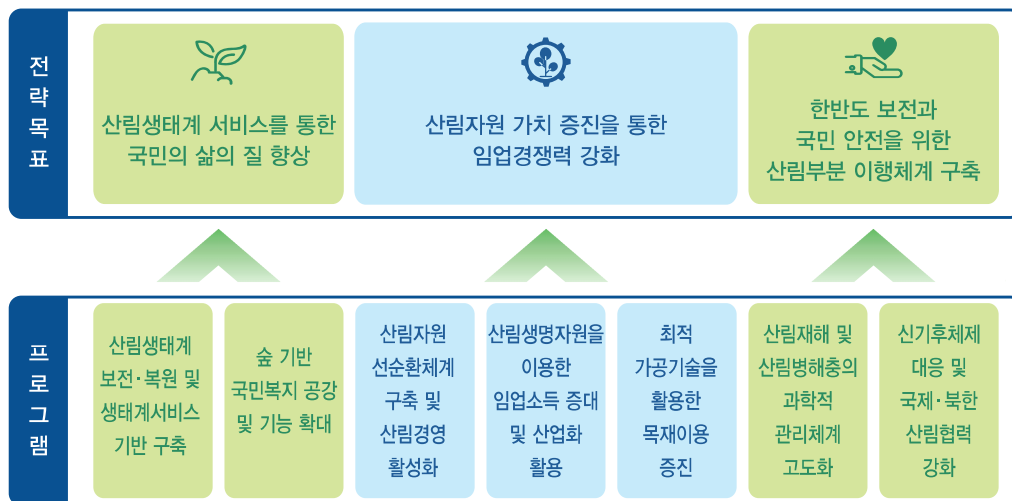 전략목표
산림생태계 서비스를 통한
국민의 삶의 질 향상
산림자원 가치 증진을 통한
임업경쟁력 강화
한반도 보전과
국민 안전을 위한
산림부분 이행체계 구축
프로그램
산림생태계
보전·복원 및
생태계서비스
기반 구축
숲 기반
국민복지 공강
및 기능 확대
산림자원
선순환체계
구축 및
산림경영
활성화
산림생명자원을
이용한
임업소득 증대
및 산업화
활용
최적
가공기술을
활용한
목재이용
증진
산림재해 및
산림병해충의
과학적
관리체계
고도화
신기후체제
대응 및
국제·북한
산림협력
강화